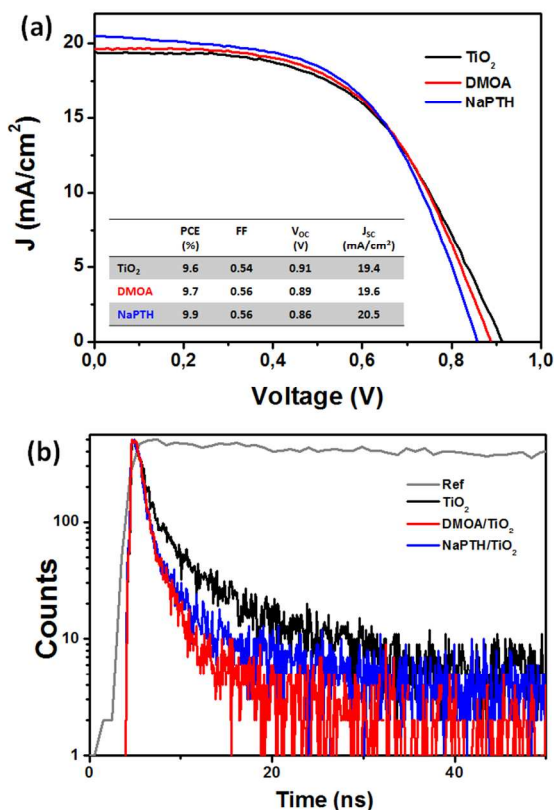 (a)
TiO2
DMOA
NaPTH
J (mA/cm²)
20
15
10
5
0
PCE (%) FF VOC (V) JSC (mA/cm²)
TiO2 9.6 0.54 0.91 19.4
DMOA 9.7 0.56 0.89 19.6
NaPTH 9.9 0.56 0.86 20.5
0,0 0,2 0,4 0,6 0,8 1,0
Voltage (V)
(b)
Ref
TiO2
DMOA/TiO2
NaPTH/TiO2
Counts
100
10
1
0 20 40
Time (ns)